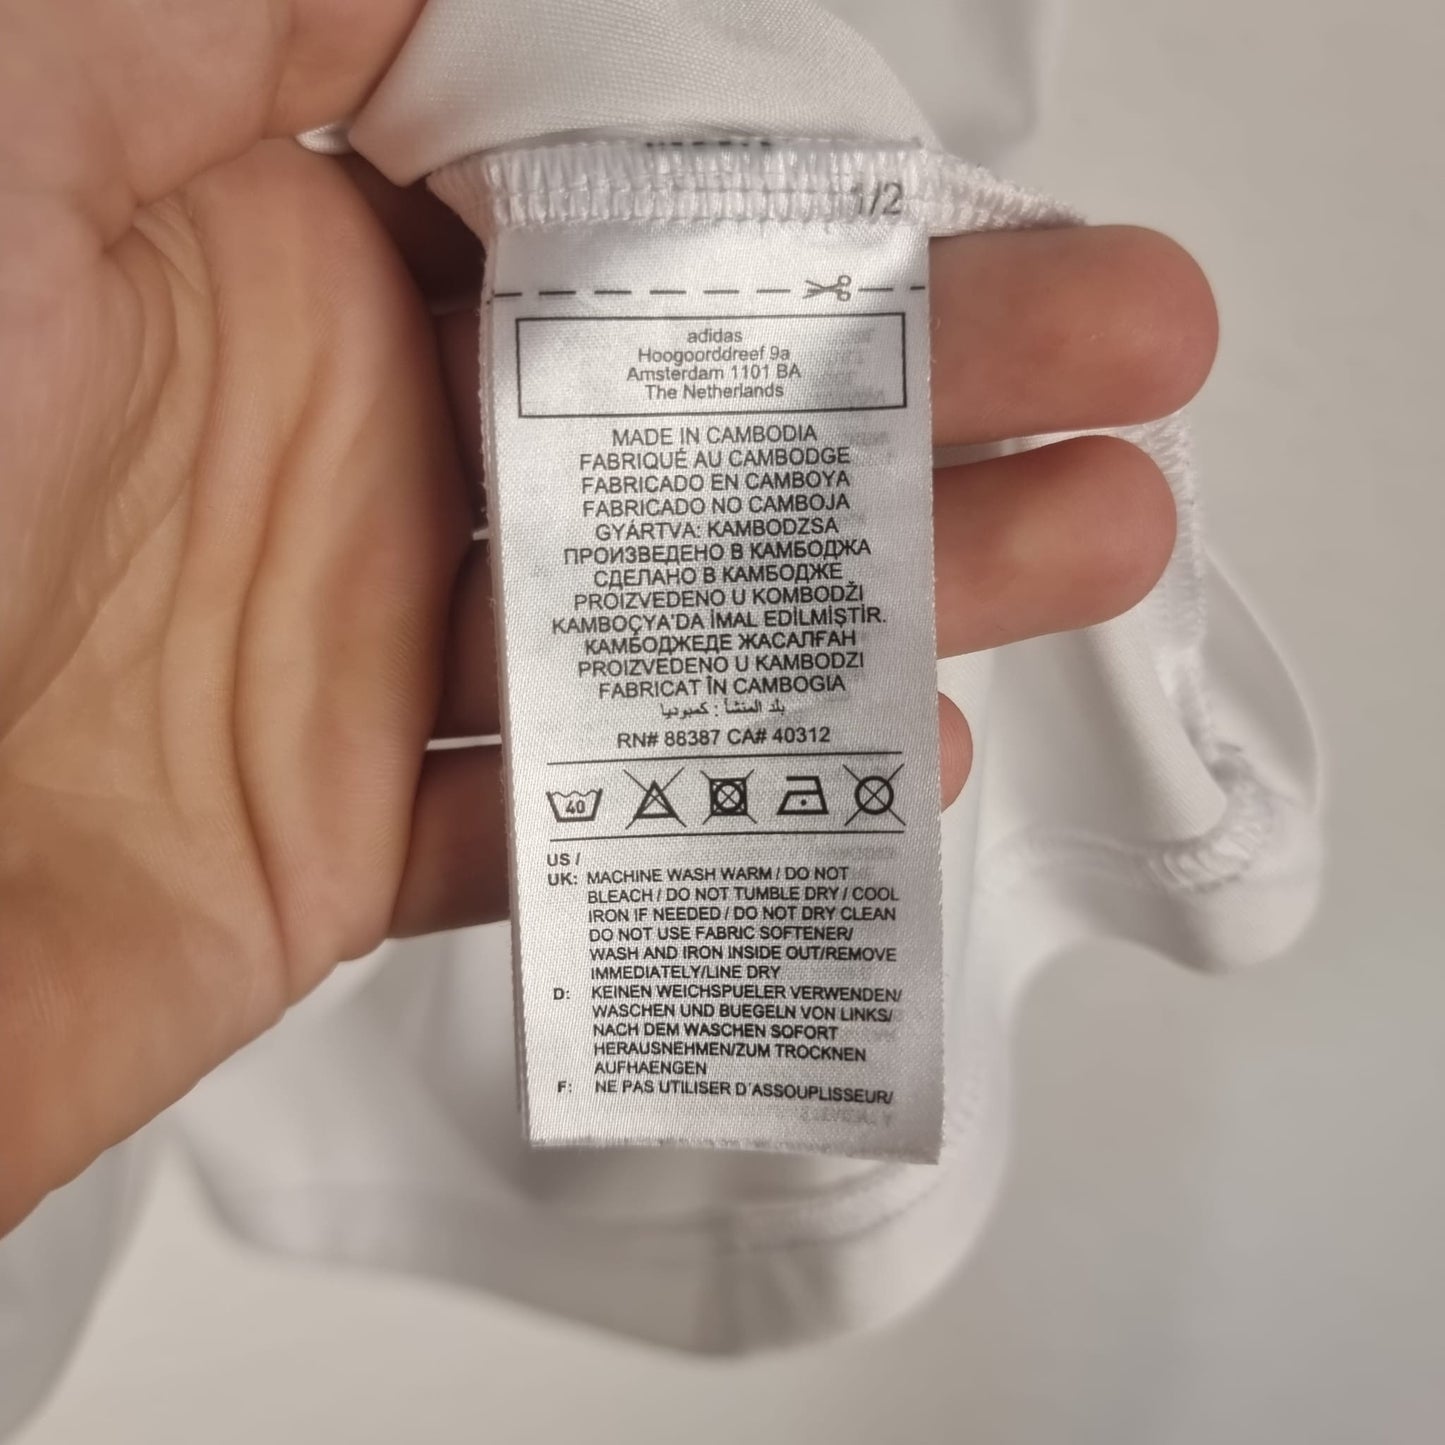 1/2
adidas
Hoogoorddreef 9a
Amsterdam 1101 BA
The Netherlands
MADE IN CAMBODIA
FABRIQUÉ AU CAMBODGE
FABRICADO EN CAMBOYA
FABRICADO NO CAMBOJA
GYÁRTVA: KAMBODZSA
ПРОИЗВЕДЕНО В КАМБОДЖА
СДЕЛАНО В КАМБОДЖЕ
PROIZVEDENO U KOMBODŽI
KAMBOÇYA'DA İMAL EDİLMİŞTİR.
КАМБОДЖЕДЕ ЖАСАЛҒАН
PROIZVEDENO U KAMBODZI
FABRICAT ÎN CAMBOGIA
بلد المنشأ : كمبوديا
RN# 88387 CA# 40312
40
US /
UK: MACHINE WASH WARM / DO NOT
BLEACH / DO NOT TUMBLE DRY / COOL
IRON IF NEEDED / DO NOT DRY CLEAN
DO NOT USE FABRIC SOFTENER/
WASH AND IRON INSIDE OUT/REMOVE
IMMEDIATELY/LINE DRY
D: KEINEN WEICHSPUELER VERWENDEN/
WASCHEN UND BUEGELN VON LINKS/
NACH DEM WASCHEN SOFORT
HERAUSNEHMEN/ZUM TROCKNEN
AUFHAENGEN
F: NE PAS UTILISER D'ASSOUPLISSEUR/